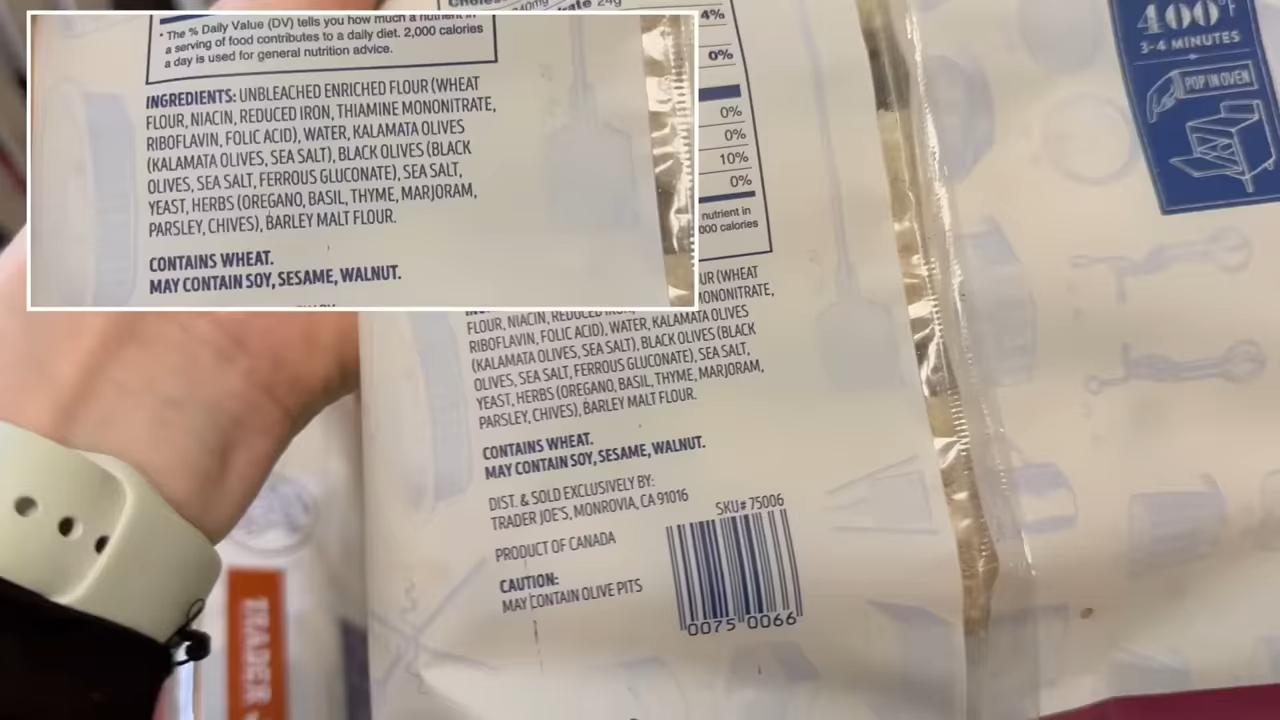 * The % Daily Value (DV) tells you how much a nutrient in
a serving of food contributes to a daily diet. 2,000 calories
a day is used for general nutrition advice.
INGREDIENTS: UNBLEACHED ENRICHED FLOUR (WHEAT
FLOUR, NIACIN, REDUCED IRON, THIAMINE MONONITRATE,
RIBOFLAVIN, FOLIC ACID), WATER, KALAMATA OLIVES
(KALAMATA OLIVES, SEA SALT), BLACK OLIVES (BLACK
OLIVES, SEA SALT, FERROUS GLUCONATE), SEA SALT,
YEAST, HERBS (OREGANO, BASIL, THYME, MARJORAM,
PARSLEY, CHIVES), BARLEY MALT FLOUR.
CONTAINS WHEAT.
MAY CONTAIN SOY, SESAME, WALNUT.
24g
4%
0%
0%
0%
10%
0%
nutrient in
000 calories
UR (WHEAT
FLOUR, NIACIN, REDUCED MONONITRATE,
RIBOFLAVIN, FOLIC ACID), WATER, KALAMATA OLIVES
(KALAMATA OLIVES, SEA SALT), BLACK OLIVES (BLACK
OLIVES, SEA SALT, FERROUS GLUCONATE), SEA SALT,
YEAST, HERBS (OREGANO, BASIL, THYME, MARJORAM,
PARSLEY, CHIVES), BARLEY MALT FLOUR.
CONTAINS WHEAT.
MAY CONTAIN SOY, SESAME, WALNUT.
DIST. & SOLD EXCLUSIVELY BY:
TRADER JOE'S, MONROVIA, CA 91016
SKU# 75006
PRODUCT OF CANADA
CAUTION:
MAY CONTAIN OLIVE PITS
0075 0066
400°F
3-4 MINUTES
POP IN OVEN
TRADER